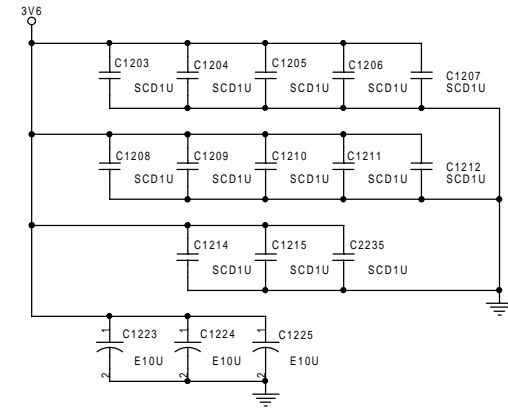 3V6
C1203 C1204 C1205 C1206 C1207
SCD1U SCD1U SCD1U SCD1U SCD1U
C1208 C1209 C1210 C1211 C1212
SCD1U SCD1U SCD1U SCD1U SCD1U
C1214 C1215 C2235
SCD1U SCD1U SCD1U
1 1 1
C1223 C1224 C1225
E10U E10U E10U
2 2 2